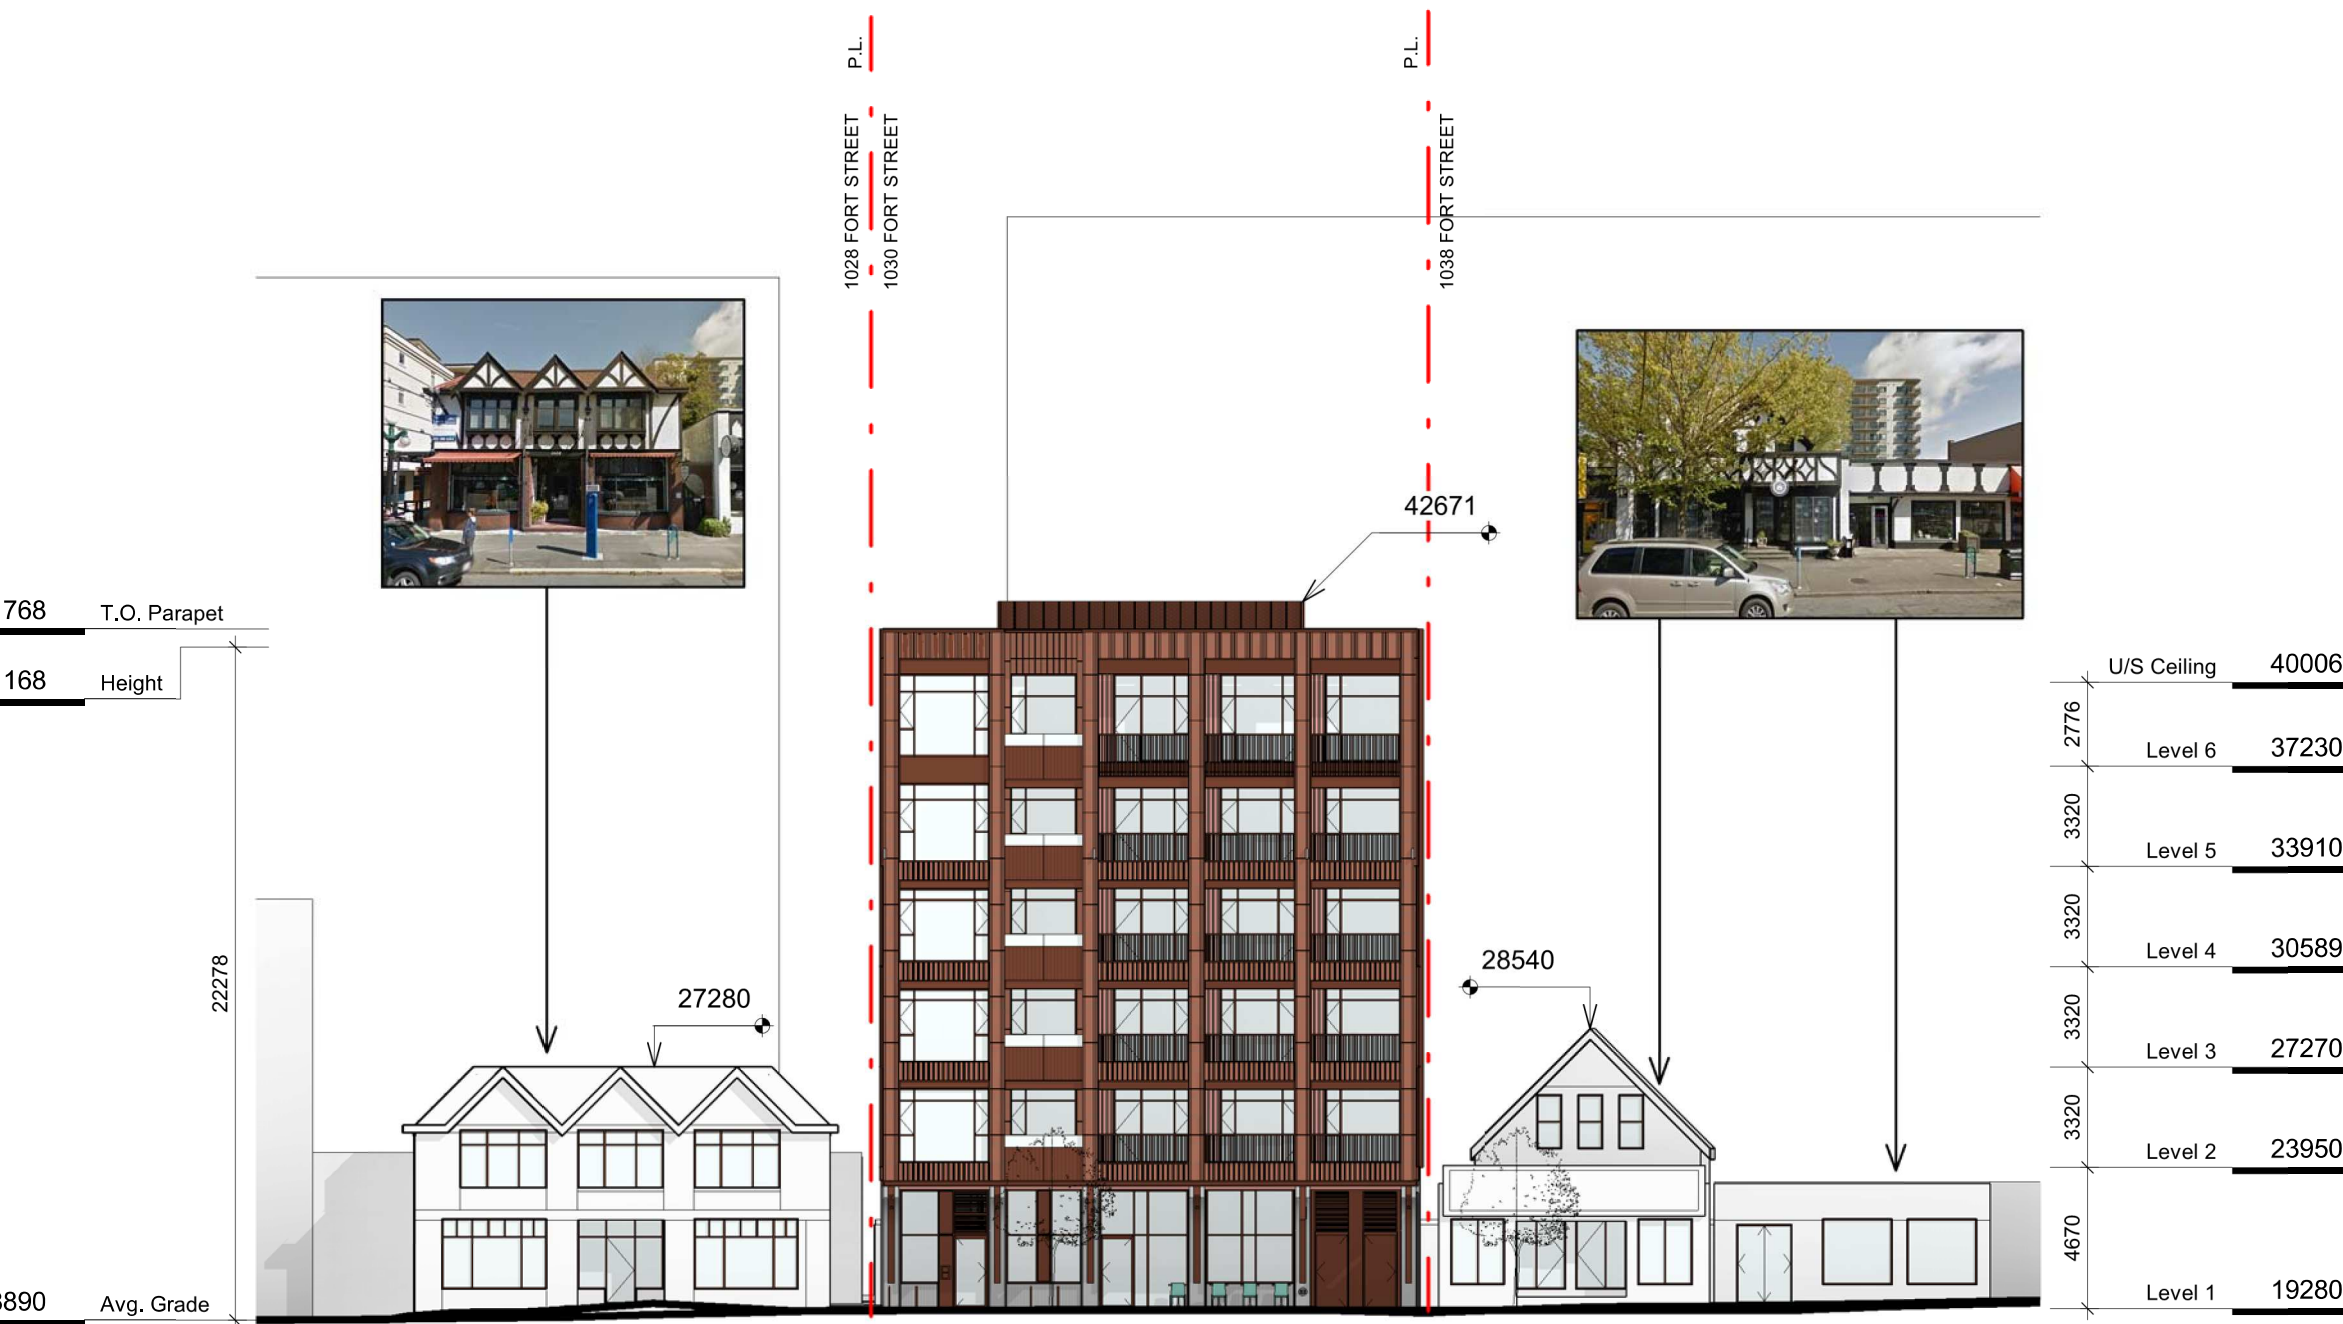 P.L.
P.L.
1028 FORT STREET
1030 FORT STREET
1038 FORT STREET
42671
768 T.O. Parapet
168 Height
22278
27280
28540
890 Avg. Grade
U/S Ceiling 40006
2776
Level 6 37230
3320
Level 5 33910
3320
Level 4 30589
3320
Level 3 27270
3320
Level 2 23950
4670
Level 1 19280